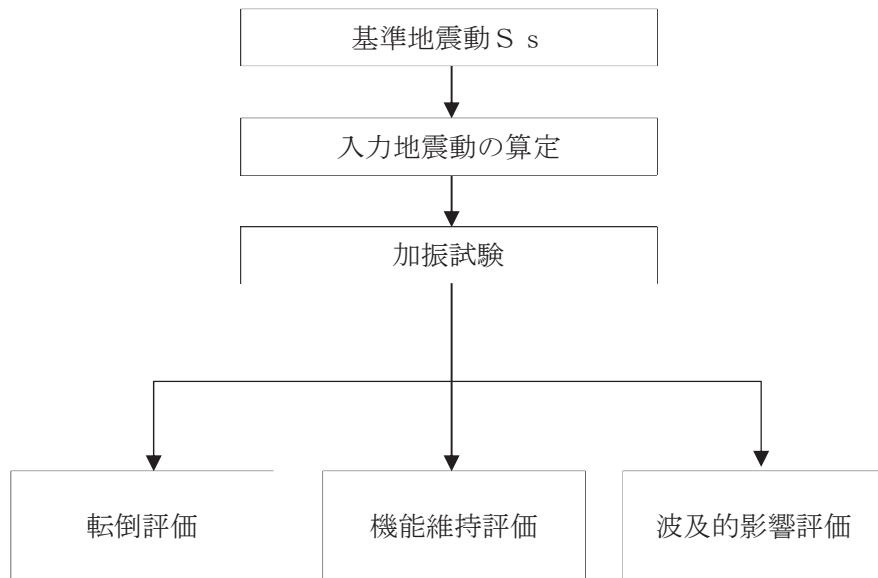 基準地震動Ｓｓ
入力地震動の算定
加振試験
転倒評価
機能維持評価
波及的影響評価